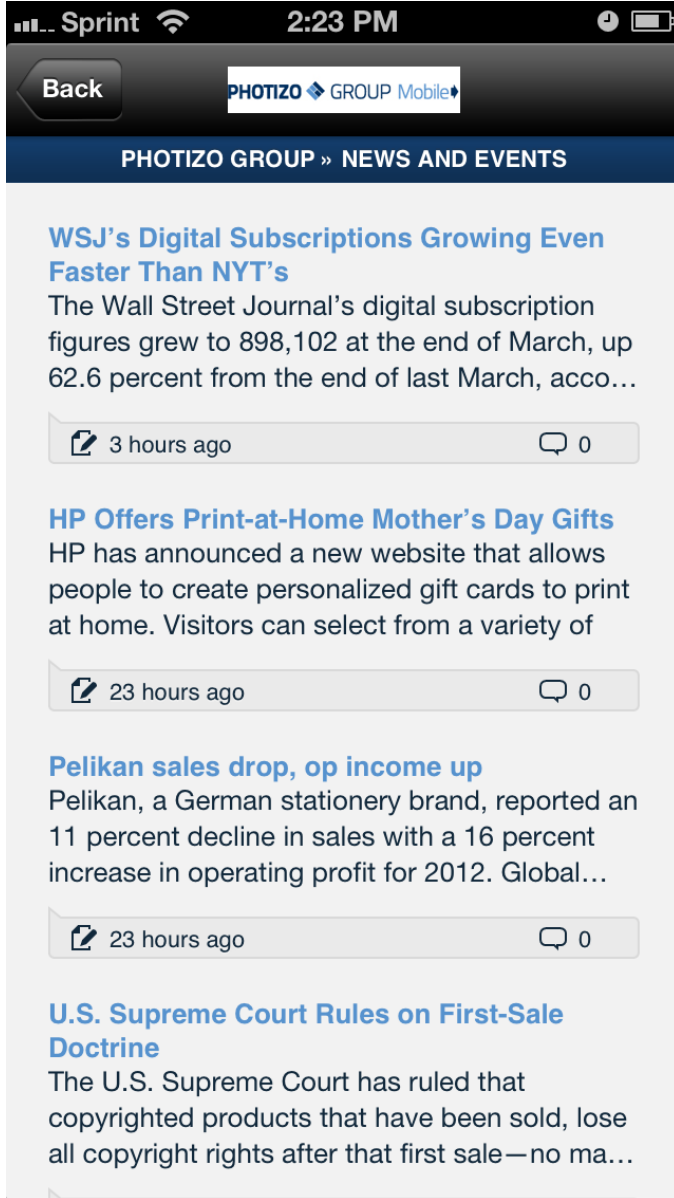 Sprint 2:23 PM
Back
PHOTIZO GROUP Mobile
PHOTIZO GROUP » NEWS AND EVENTS
WSJ’s Digital Subscriptions Growing Even
Faster Than NYT’s
The Wall Street Journal’s digital subscription
figures grew to 898,102 at the end of March, up
62.6 percent from the end of last March, acco…
3 hours ago 0
HP Offers Print-at-Home Mother’s Day Gifts
HP has announced a new website that allows
people to create personalized gift cards to print
at home. Visitors can select from a variety of
23 hours ago 0
Pelikan sales drop, op income up
Pelikan, a German stationery brand, reported an
11 percent decline in sales with a 16 percent
increase in operating profit for 2012. Global…
23 hours ago 0
U.S. Supreme Court Rules on First-Sale
Doctrine
The U.S. Supreme Court has ruled that
copyrighted products that have been sold, lose
all copyright rights after that first sale—no ma…